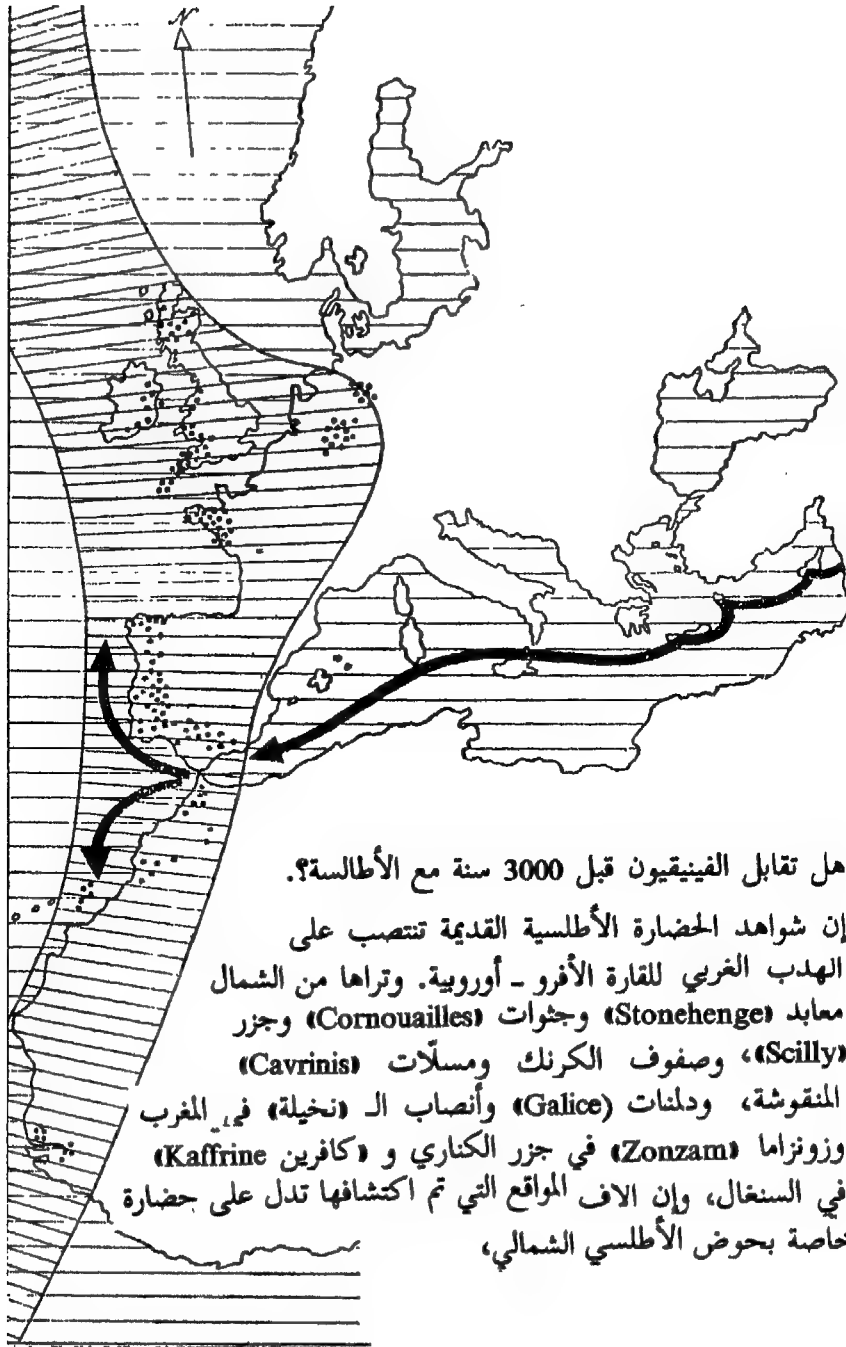 N
هل تقابل الفينيقيون قبل 3000 سنة مع الأطالسة؟.
إن شواهد الحضارة الأطلسية القديمة تنتصب على
الهدب الغربي للقارة الأفرو ـ أوروبية. وتراها من الشمال
معابد «Stonehenge» وجثوات «Cornouailles» وجزر
«Scilly»، وصفوف الكرنك ومسلّات «Cavrinis»
المنقوشة، ودلمنات (Galice» وأنصاب الـ «نخيلة» في المغرب
وزونزاما «Zonzam» في جزر الكناري و «كافرين Kaffrine»
في السنغال، وإن الاف المواقع التي تم اكتشافها تدل على حضارة
خاصة بحوض الأطلسي الشمالي،